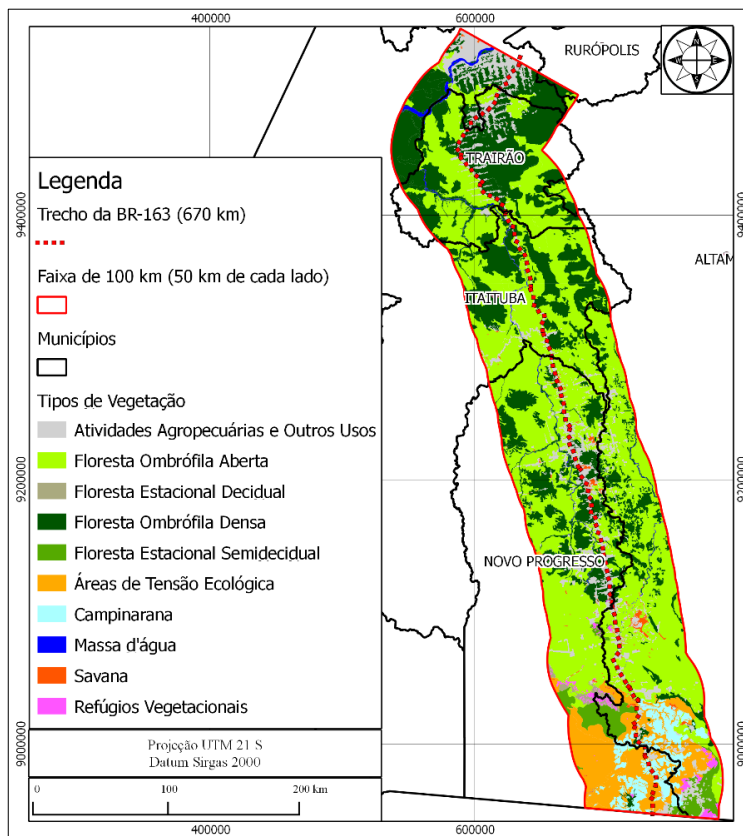 400000
600000
RURÓPOLIS
TRAIRÃO
9400000
9400000
ALTAM
ITAITUBA
9200000
9200000
NOVO PROGRESSO
9000000
9000000
Legenda
Trecho da BR-163 (670 km)
Faixa de 100 km (50 km de cada lado)
Municípios
Tipos de Vegetação
Atividades Agropecuárias e Outros Usos
Floresta Ombrófila Aberta
Floresta Estacional Decidual
Floresta Ombrófila Densa
Floresta Estacional Semidecidual
Áreas de Tensão Ecológica
Campinarana
Massa d'água
Savana
Refúgios Vegetacionais
Projeção UTM 21 S
Datum Sirgas 2000
0 100 200 km
400000
600000